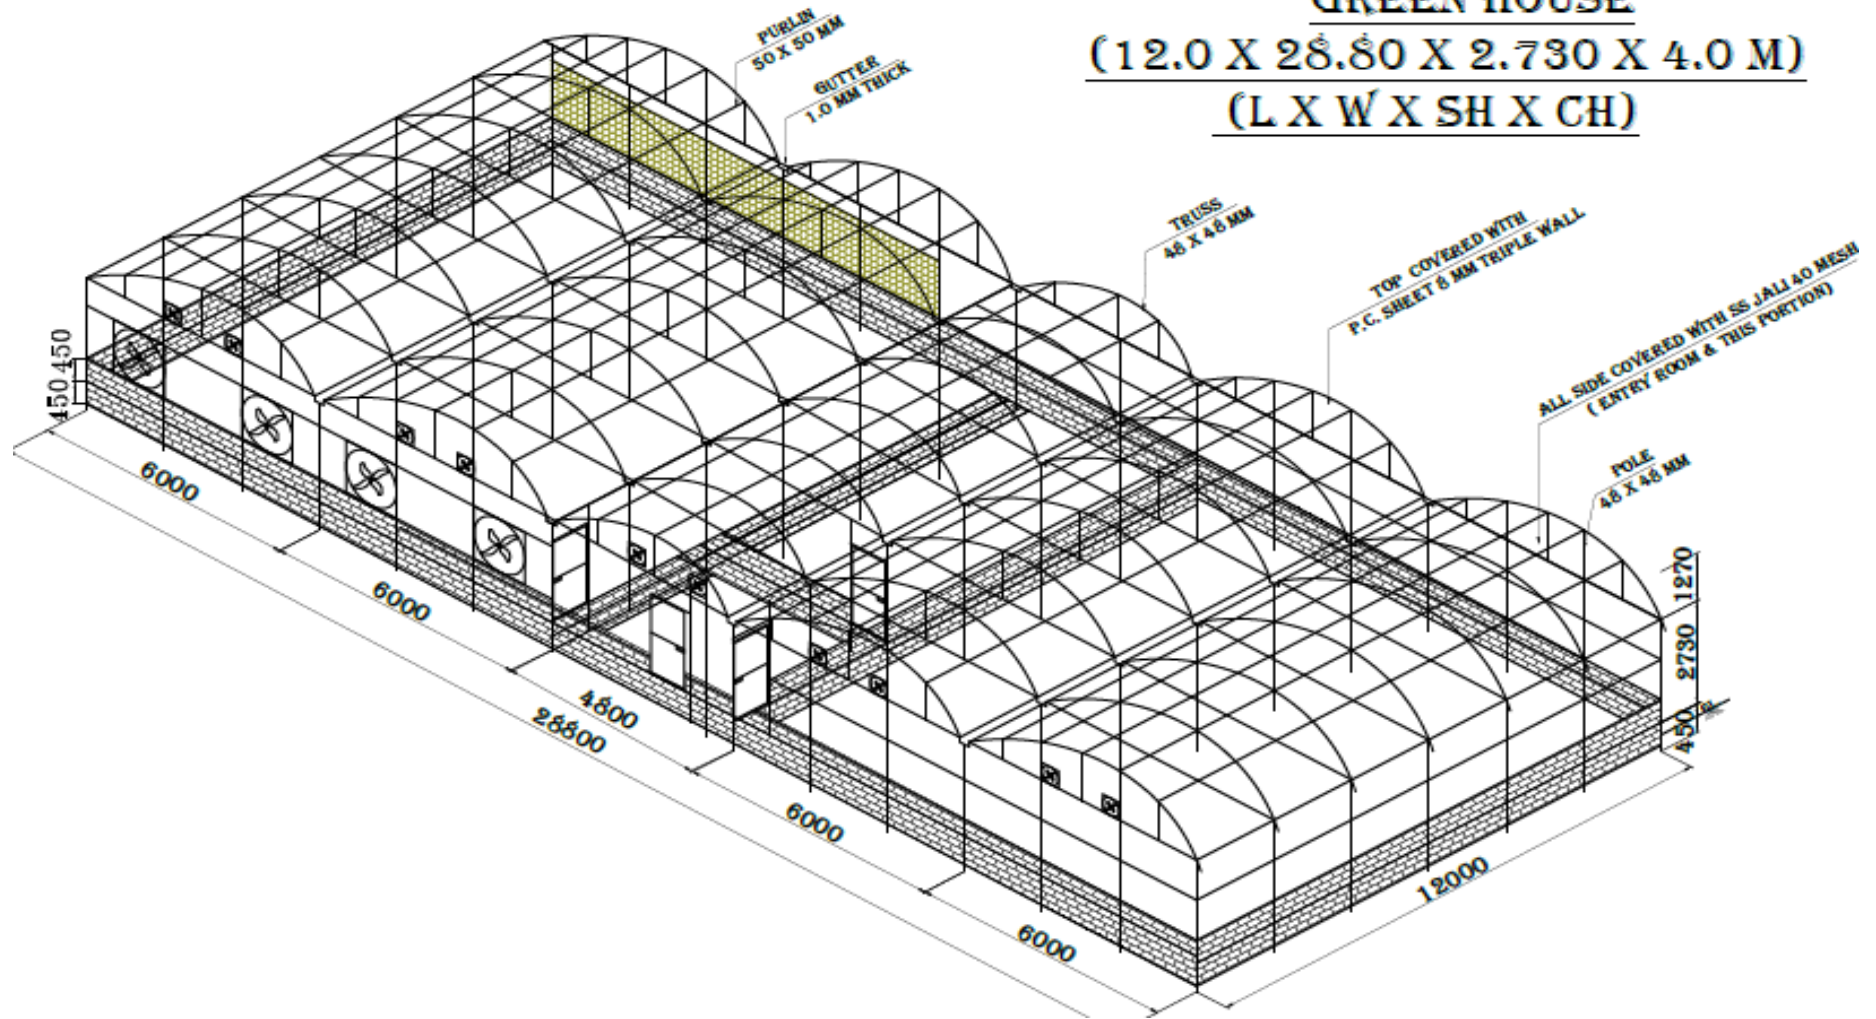 GREEN HOUSE
(12.0 X 28.80 X 2.730 X 4.0 M)
(L X W X SH X CH)
PURLIN
50 X 50 MM
GUTTER
1.0 MM THICK
TRUSS
48 X 48 MM
TOP COVERED WITH
P.C. SHEET 8 MM TRIPLE WALL
ALL SIDE COVERED WITH SS JALI 40 MESH
( ENTRY ROOM & THIS PORTION)
POLE
48 X 48 MM
450
450
6000
6000
4800
28800
6000
6000
12000
1270
2730
450